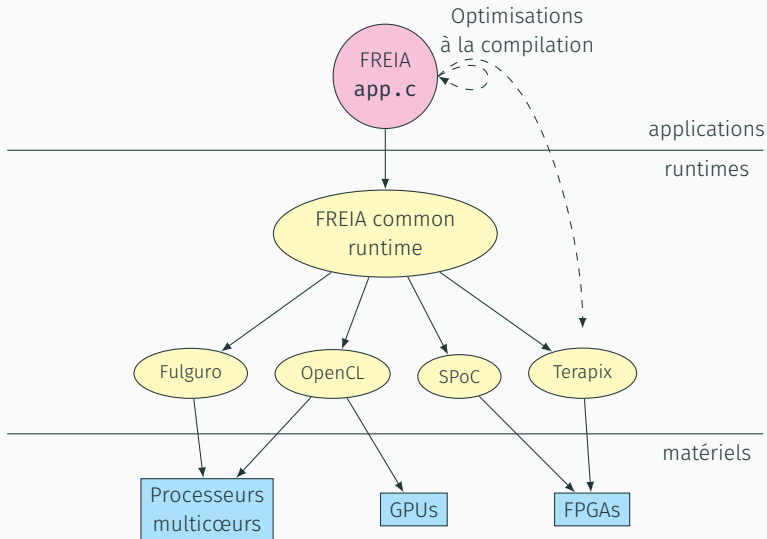 Optimisations
à la compilation
FREIA
app.c
applications
runtimes
FREIA common
runtime
Fulguro
OpenCL
SPoC
Terapix
matériels
Processeurs
multicœurs
GPUs
FPGAs